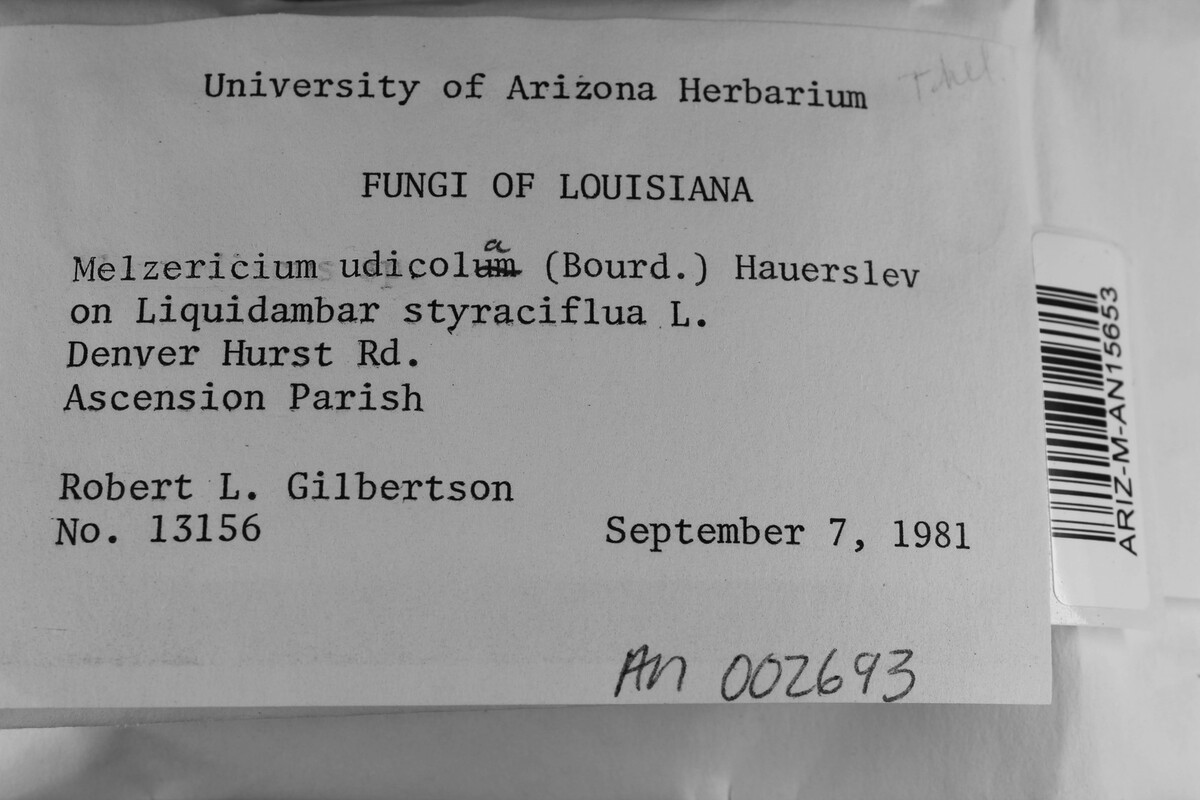 University of Arizona Herbarium
FUNGI OF LOUISIANA
Melzericium udicola (Bourd.) Hauerslev
on Liquidambar styraciflua L.
Denver Hurst Rd.
Ascension Parish
Robert L. Gilbertson
No. 13156
September 7, 1981
An 002693
ARIZ-M-AN15653